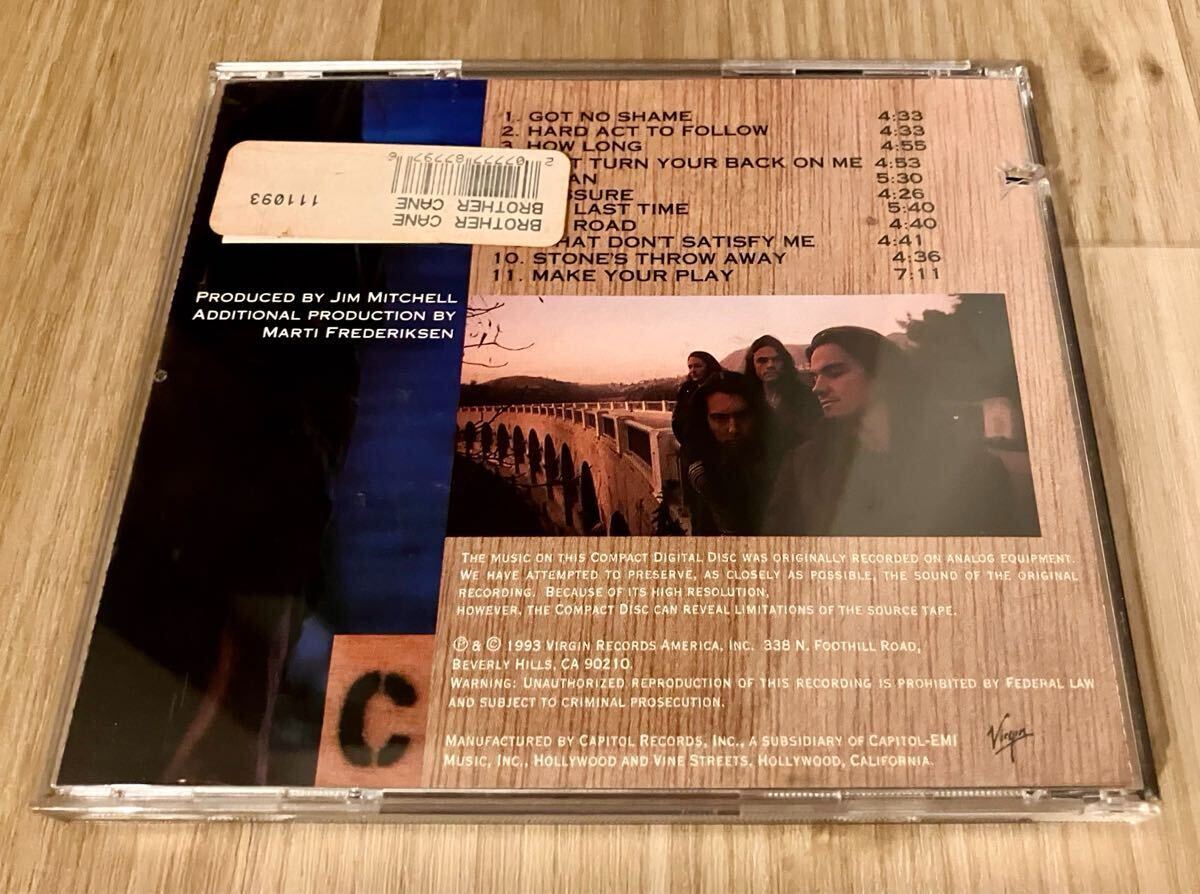 1. GOT NO SHAME 4:33
2. HARD ACT TO FOLLOW 4:33
3. HOW LONG 4:55
T TURN YOUR BACK ON ME 4:53
AN 5:30
SSURE 4:26
LAST TIME 5:40
ROAD 4:40
HAT DON'T SATISFY ME 4:41
10. STONE'S THROW AWAY 4:36
11. MAKE YOUR PLAY 7:11
BROTHER CANE
BROTHER CANE
111093
PRODUCED BY JIM MITCHELL
ADDITIONAL PRODUCTION BY
MARTI FREDERIKSEN
THE MUSIC ON THIS COMPACT DIGITAL DISC WAS ORIGINALLY RECORDED ON ANALOG EQUIPMENT.
WE HAVE ATTEMPTED TO PRESERVE, AS CLOSELY AS POSSIBLE, THE SOUND OF THE ORIGINAL
RECORDING. BECAUSE OF ITS HIGH RESOLUTION,
HOWEVER, THE COMPACT DISC CAN REVEAL LIMITATIONS OF THE SOURCE TAPE.
℗ & © 1993 VIRGIN RECORDS AMERICA, INC. 338 N. FOOTHILL ROAD,
BEVERLY HILLS, CA 90210.
WARNING: UNAUTHORIZED REPRODUCTION OF THIS RECORDING IS PROHIBITED BY FEDERAL LAW
AND SUBJECT TO CRIMINAL PROSECUTION.
MANUFACTURED BY CAPITOL RECORDS, INC., A SUBSIDIARY OF CAPITOL-EMI
MUSIC, INC., HOLLYWOOD AND VINE STREETS, HOLLYWOOD, CALIFORNIA.
Virgin
C